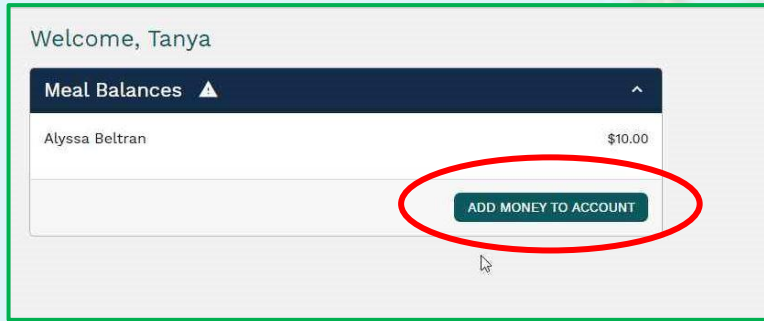 Welcome, Tanya
Meal Balances
Alyssa Beltran $10.00
ADD MONEY TO ACCOUNT